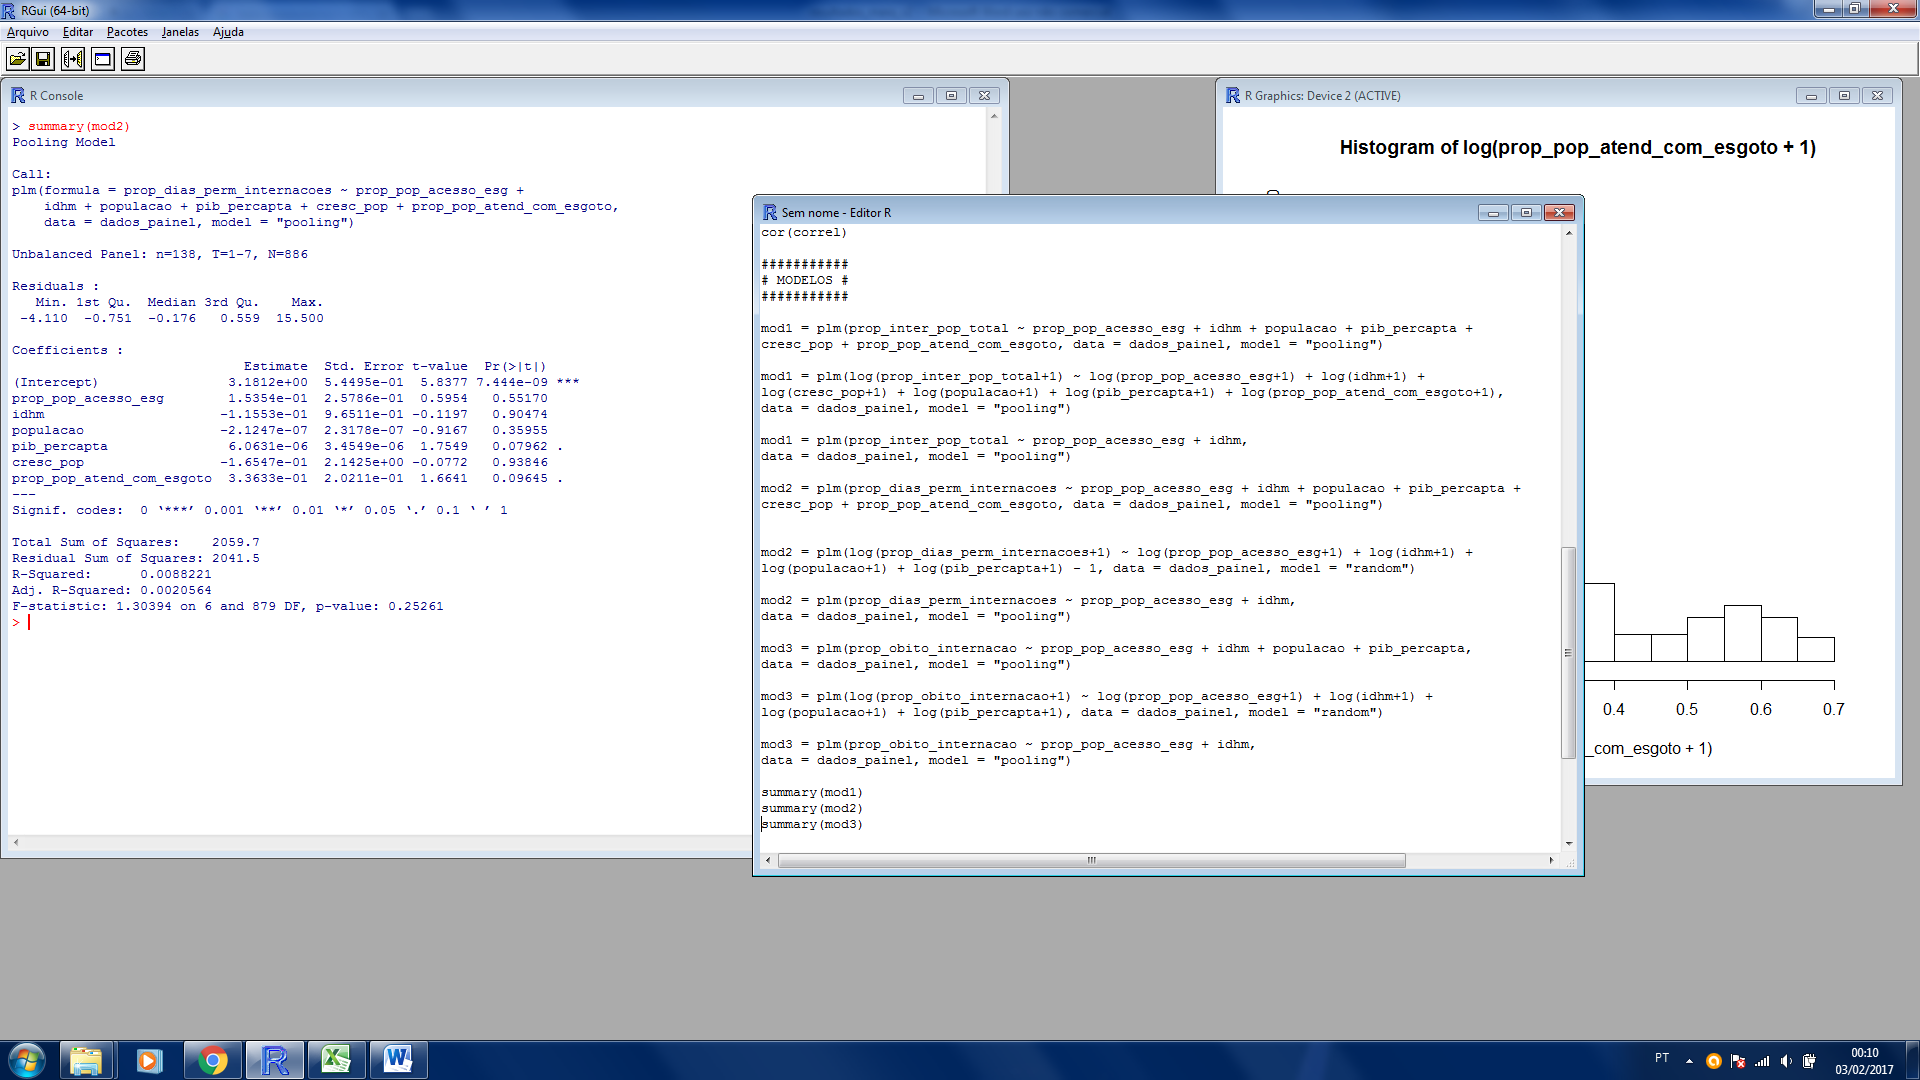 RGui (64-bit)
Arquivo Editar Pacotes Janelas Ajuda
R Console
> summary(mod2)
Pooling Model
Call:
plm(formula = prop_dias_perm_internacoes ~ prop_pop_acesso_esg +
    idhm + populacao + pib_percapta + cresc_pop + prop_pop_atend_com_esgoto,
    data = dados_painel, model = "pooling")
Unbalanced Panel: n=138, T=1-7, N=886
Residuals :
   Min. 1st Qu.  Median 3rd Qu.    Max.
 -4.110  -0.751  -0.176   0.559  15.500
Coefficients :
                             Estimate  Std. Error t-value  Pr(>|t|)
(Intercept)                3.1812e+00  5.4495e-01  5.8377 7.444e-09 ***
prop_pop_acesso_esg        1.5354e-01  2.5786e-01  0.5954   0.55170
idhm                      -1.1553e-01  9.6511e-01 -0.1197   0.90474
populacao                 -2.1247e-07  2.3178e-07 -0.9167   0.35955
pib_percapta               6.0631e-06  3.4549e-06  1.7549   0.07962 .
cresc_pop                 -1.6547e-01  2.1425e+00 -0.0772   0.93846
prop_pop_atend_com_esgoto  3.3633e-01  2.0211e-01  1.6641   0.09645 .
---
Signif. codes:  0 ‘***’ 0.001 ‘**’ 0.01 ‘*’ 0.05 ‘.’ 0.1 ‘ ’ 1
Total Sum of Squares:    2059.7
Residual Sum of Squares: 2041.5
R-Squared:      0.0088221
Adj. R-Squared: 0.0020564
F-statistic: 1.30394 on 6 and 879 DF, p-value: 0.25261
>
Sem nome - Editor R
cor(correl)
###########
# MODELOS #
###########
mod1 = plm(prop_inter_pop_total ~ prop_pop_acesso_esg + idhm + populacao + pib_percapta +
cresc_pop + prop_pop_atend_com_esgoto, data = dados_painel, model = "pooling")
mod1 = plm(log(prop_inter_pop_total+1) ~ log(prop_pop_acesso_esg+1) + log(idhm+1) +
log(cresc_pop+1) + log(populacao+1) + log(pib_percapta+1) + log(prop_pop_atend_com_esgoto+1),
data = dados_painel, model = "pooling")
mod1 = plm(prop_inter_pop_total ~ prop_pop_acesso_esg + idhm,
data = dados_painel, model = "pooling")
mod2 = plm(prop_dias_perm_internacoes ~ prop_pop_acesso_esg + idhm + populacao + pib_percapta +
cresc_pop + prop_pop_atend_com_esgoto, data = dados_painel, model = "pooling")
mod2 = plm(log(prop_dias_perm_internacoes+1) ~ log(prop_pop_acesso_esg+1) + log(idhm+1) +
log(populacao+1) + log(pib_percapta+1) - 1, data = dados_painel, model = "random")
mod2 = plm(prop_dias_perm_internacoes ~ prop_pop_acesso_esg + idhm,
data = dados_painel, model = "pooling")
mod3 = plm(prop_obito_internacao ~ prop_pop_acesso_esg + idhm + populacao + pib_percapta,
data = dados_painel, model = "pooling")
mod3 = plm(log(prop_obito_internacao+1) ~ log(prop_pop_acesso_esg+1) + log(idhm+1) +
log(populacao+1) + log(pib_percapta+1), data = dados_painel, model = "random")
mod3 = plm(prop_obito_internacao ~ prop_pop_acesso_esg + idhm,
data = dados_painel, model = "pooling")
summary(mod1)
summary(mod2)
summary(mod3)
R Graphics: Device 2 (ACTIVE)
Histogram of log(prop_pop_atend_com_esgoto + 1)
0.4 0.5 0.6 0.7
_com_esgoto + 1)
PT
00:10
03/02/2017